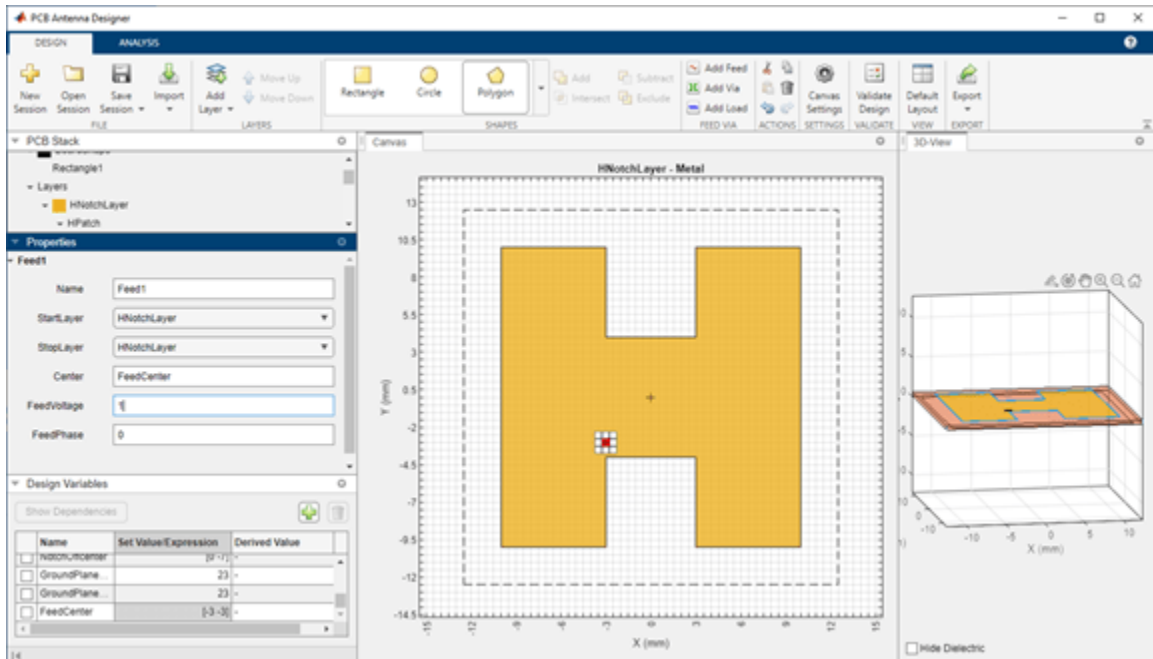 PCB Antenna Designer
DESIGN ANALYSIS
New Session Open Session Save Session Import Add Layer Move Up Move Down Rectangle Circle Polygon Add Subtract Intersect Exclude Add Feed Add Via Add Load Canvas Settings Validate Design Default Layout Export
FILE LAYERS SHAPES FEED VIA ACTIONS SETTINGS VALIDATE VIEW EXPORT
PCB Stack
Rectangle1
Layers
HNotchLayer
HPatch
Properties
Feed1
Name Feed1
StartLayer HNotchLayer
StopLayer HNotchLayer
Center FeedCenter
FeedVoltage 1
FeedPhase 0
Design Variables
Show Dependencies
Name Set Value/Expression Derived Value
GroundPlane... 23 -
GroundPlane... 23 -
FeedCenter [-3 -3] -
Canvas
HNotchLayer - Metal
13
10.5
8
5.5
3
0.5
-2
-4.5
-7
-9.5
-12
-14.5
Y (mm)
-15 -12 -9 -6 -3 0 3 6 9 12 15
X (mm)
3D-View
0
-5
-10
10
0
-10
-10 -5 0 5 10
X (mm)
Hide Dielectric